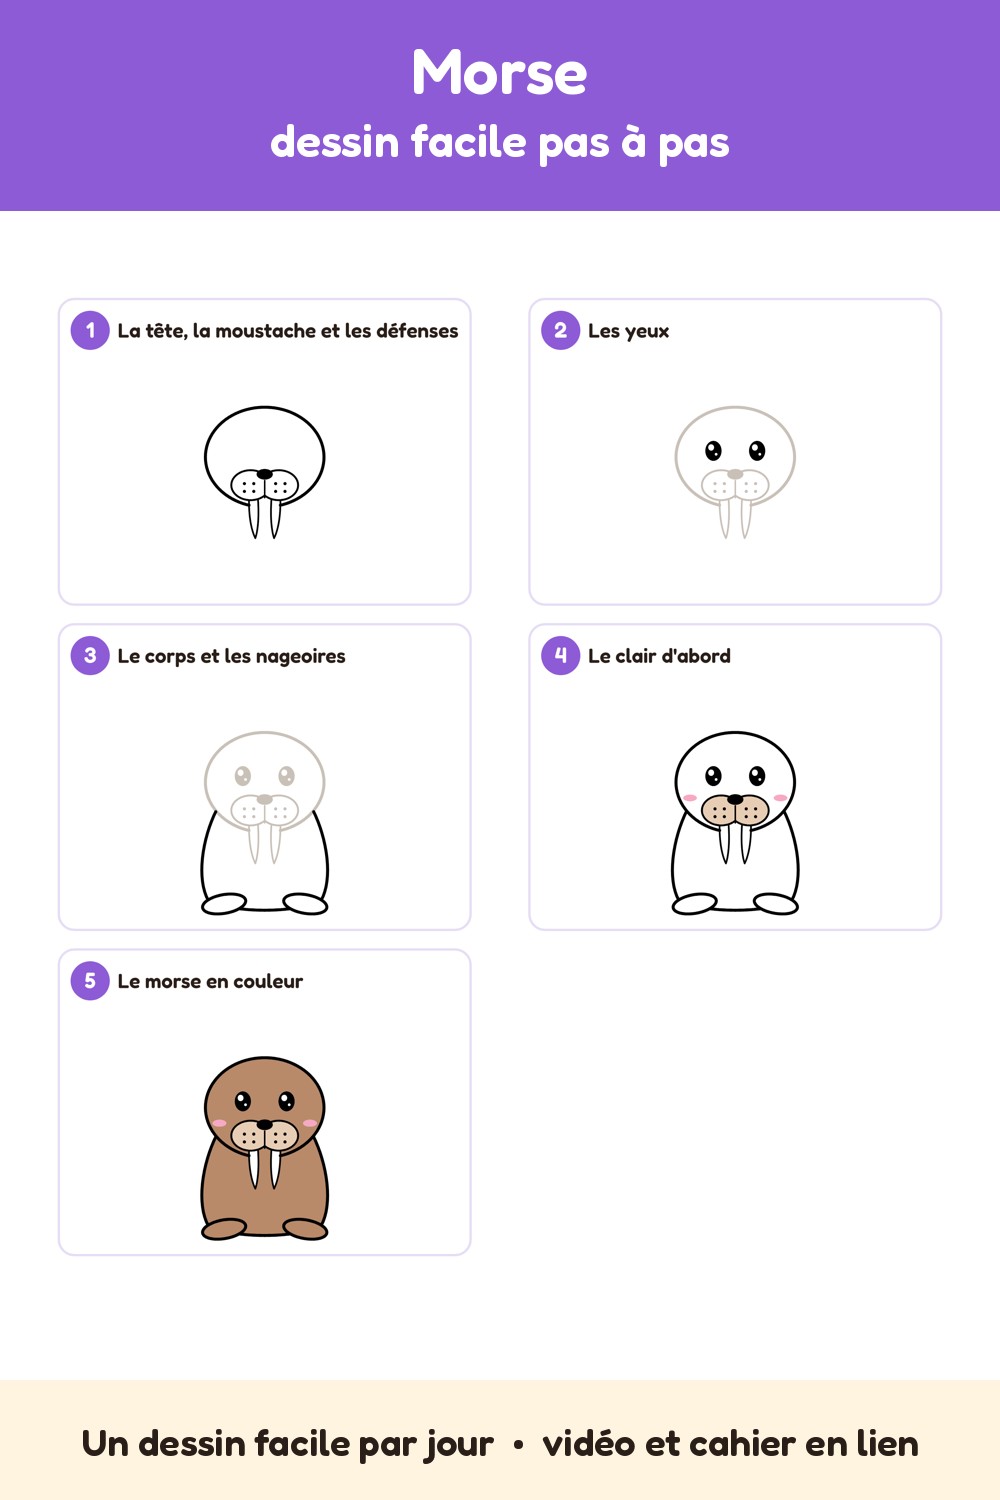 Morse
dessin facile pas à pas
1 La tête, la moustache et les défenses
2 Les yeux
3 Le corps et les nageoires
4 Le clair d'abord
5 Le morse en couleur
Un dessin facile par jour • vidéo et cahier en lien